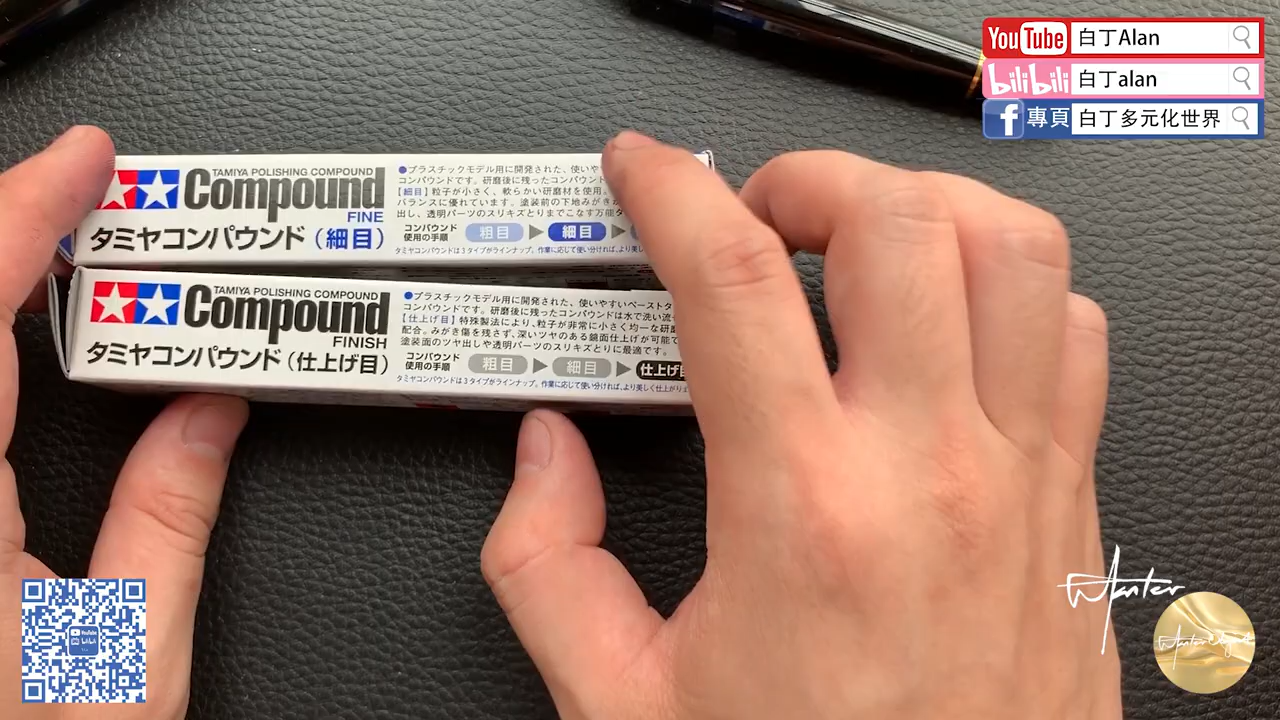 YouTube 白丁Alan
bilibili 白丁alan
f 專頁 白丁多元化世界
TAMIYA POLISHING COMPOUND
Compound
FINE
タミヤコンパウンド（細目）
●プラスチックモデル用に開発された、使いや
コンパウンドです。研磨後に残ったコンパウンド
【細目】粒子が小さく、軟らかい研磨材を使用。
バランスに優れています。塗装前の下地みがき
出し、透明パーツのスリキズとりまでこなす万能
コンパウンド
使用の手順
粗目 ▶ 細目 ▶
タミヤコンパウンドは3タイプがラインナップ。作業に応じて使い分ければ、より美し
TAMIYA POLISHING COMPOUND
Compound
FINISH
タミヤコンパウンド（仕上げ目）
●プラスチックモデル用に開発された、使いやすいペーストタ
コンパウンドです。研磨後に残ったコンパウンドは水で洗い流
【仕上げ目】特殊製法により、粒子が非常に小さく均一な研磨
配合。みがき傷を残さず、深いツヤのある鏡面仕上げが可能で
塗装面のツヤ出しや透明パーツのスリキズとりに最適です。
コンパウンド
使用の手順
粗目 ▶ 細目 ▶ 仕上げ目
タミヤコンパウンドは3タイプがラインナップ。作業に応じて使い分ければ、より美しく仕上がりま